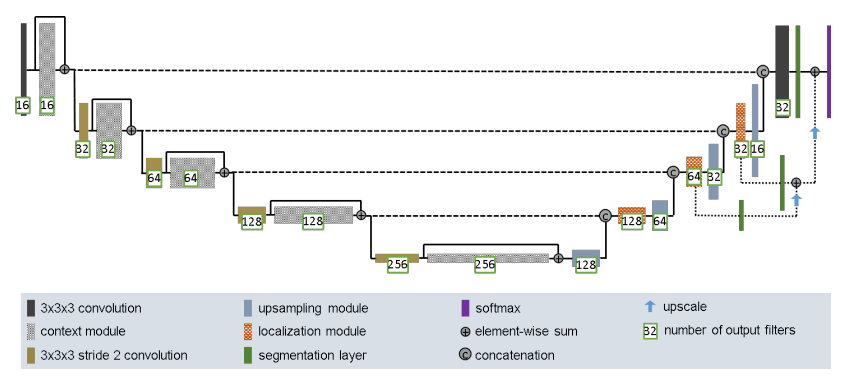 16
16
32
32
64
64
128
128
256
256
128
C
128
64
C
64
32
C
32
16
C
32
3x3x3 convolution
context module
3x3x3 stride 2 convolution
upsampling module
localization module
segmentation layer
softmax
element-wise sum
C concatenation
upscale
32 number of output filters